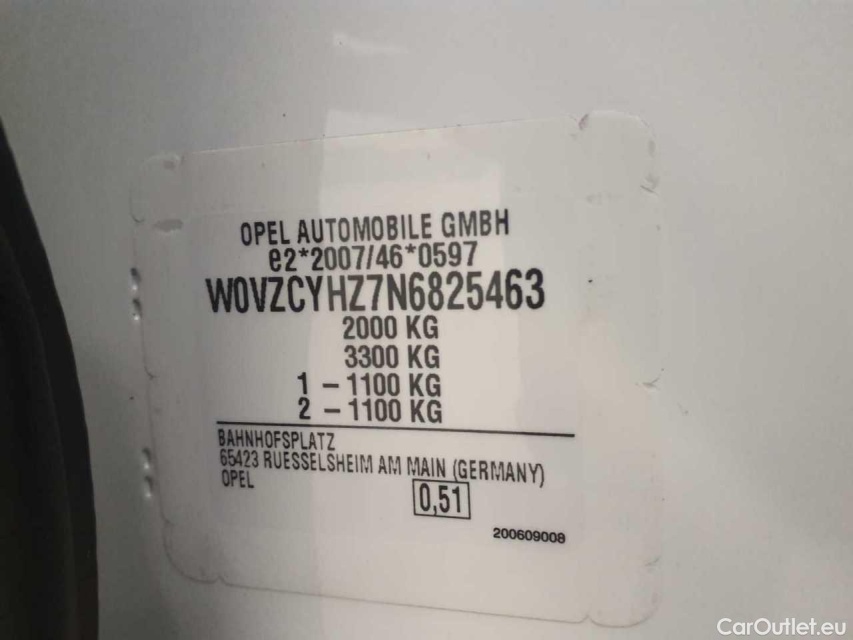 OPEL AUTOMOBILE GMBH
e2*2007/46*0597
W0VZCYHZ7N6825463
2000 KG
3300 KG
1 - 1100 KG
2 - 1100 KG
BAHNHOFSPLATZ
65423 RUESSELSHEIM AM MAIN (GERMANY)
OPEL
0,51
200609008
CarOutlet.eu